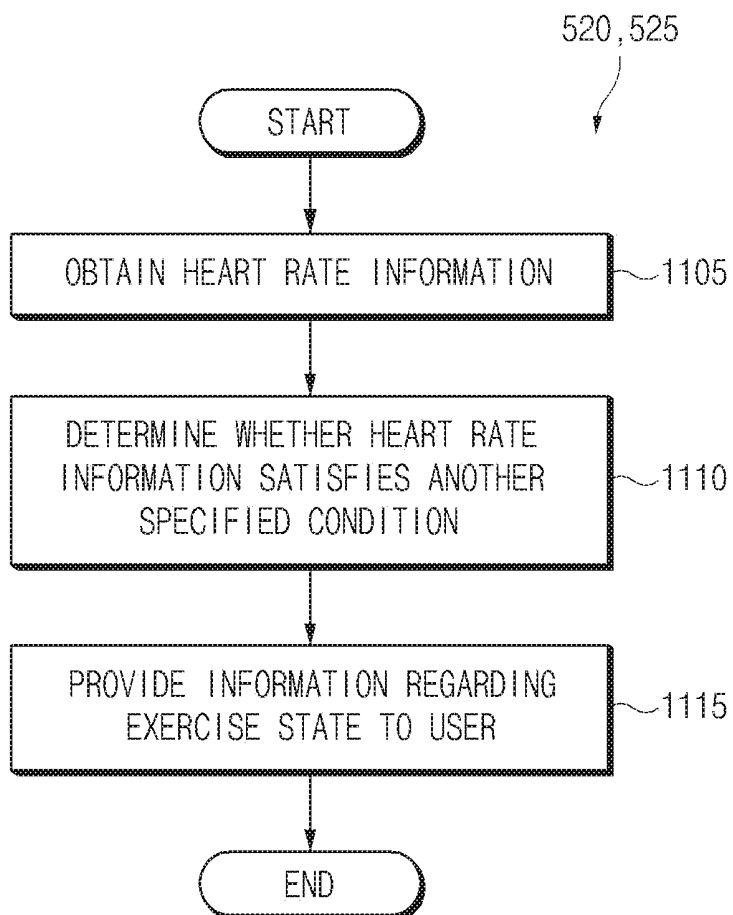 520,525
START
OBTAIN HEART RATE INFORMATION
1105
DETERMINE WHETHER HEART RATE
INFORMATION SATISFIES ANOTHER
SPECIFIED CONDITION
1110
PROVIDE INFORMATION REGARDING
EXERCISE STATE TO USER
1115
END